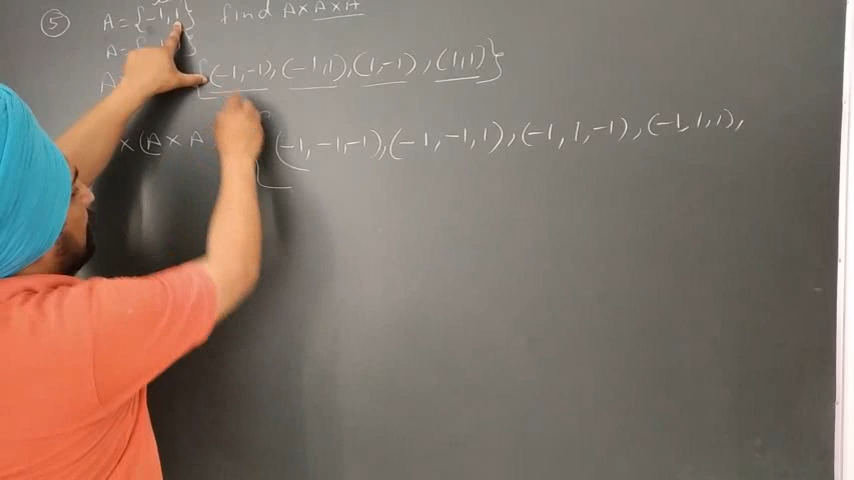 ⑤ A = {-1, 1} find A×A×A
A = { }
A {(-1,-1),(-1,1),(1,-1),(1,1)}
×(A×A {(-1,-1,-1),(-1,-1,1),(-1,1,-1),(-1,1,1),